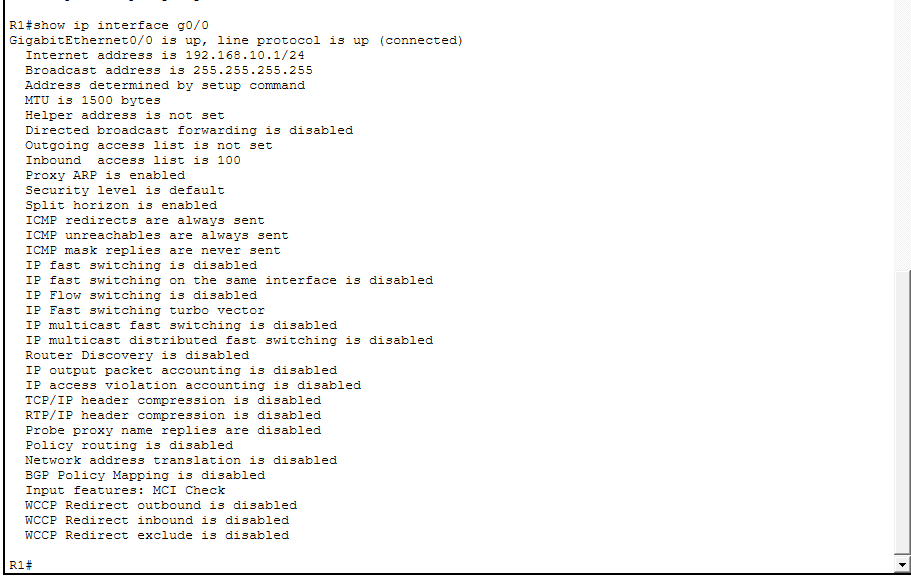 R1#show ip interface g0/0
GigabitEthernet0/0 is up, line protocol is up (connected)
  Internet address is 192.168.10.1/24
  Broadcast address is 255.255.255.255
  Address determined by setup command
  MTU is 1500 bytes
  Helper address is not set
  Directed broadcast forwarding is disabled
  Outgoing access list is not set
  Inbound  access list is 100
  Proxy ARP is enabled
  Security level is default
  Split horizon is enabled
  ICMP redirects are always sent
  ICMP unreachables are always sent
  ICMP mask replies are never sent
  IP fast switching is disabled
  IP fast switching on the same interface is disabled
  IP Flow switching is disabled
  IP Fast switching turbo vector
  IP multicast fast switching is disabled
  IP multicast distributed fast switching is disabled
  Router Discovery is disabled
  IP output packet accounting is disabled
  IP access violation accounting is disabled
  TCP/IP header compression is disabled
  RTP/IP header compression is disabled
  Probe proxy name replies are disabled
  Policy routing is disabled
  Network address translation is disabled
  BGP Policy Mapping is disabled
  Input features: MCI Check
  WCCP Redirect outbound is disabled
  WCCP Redirect inbound is disabled
  WCCP Redirect exclude is disabled
R1#